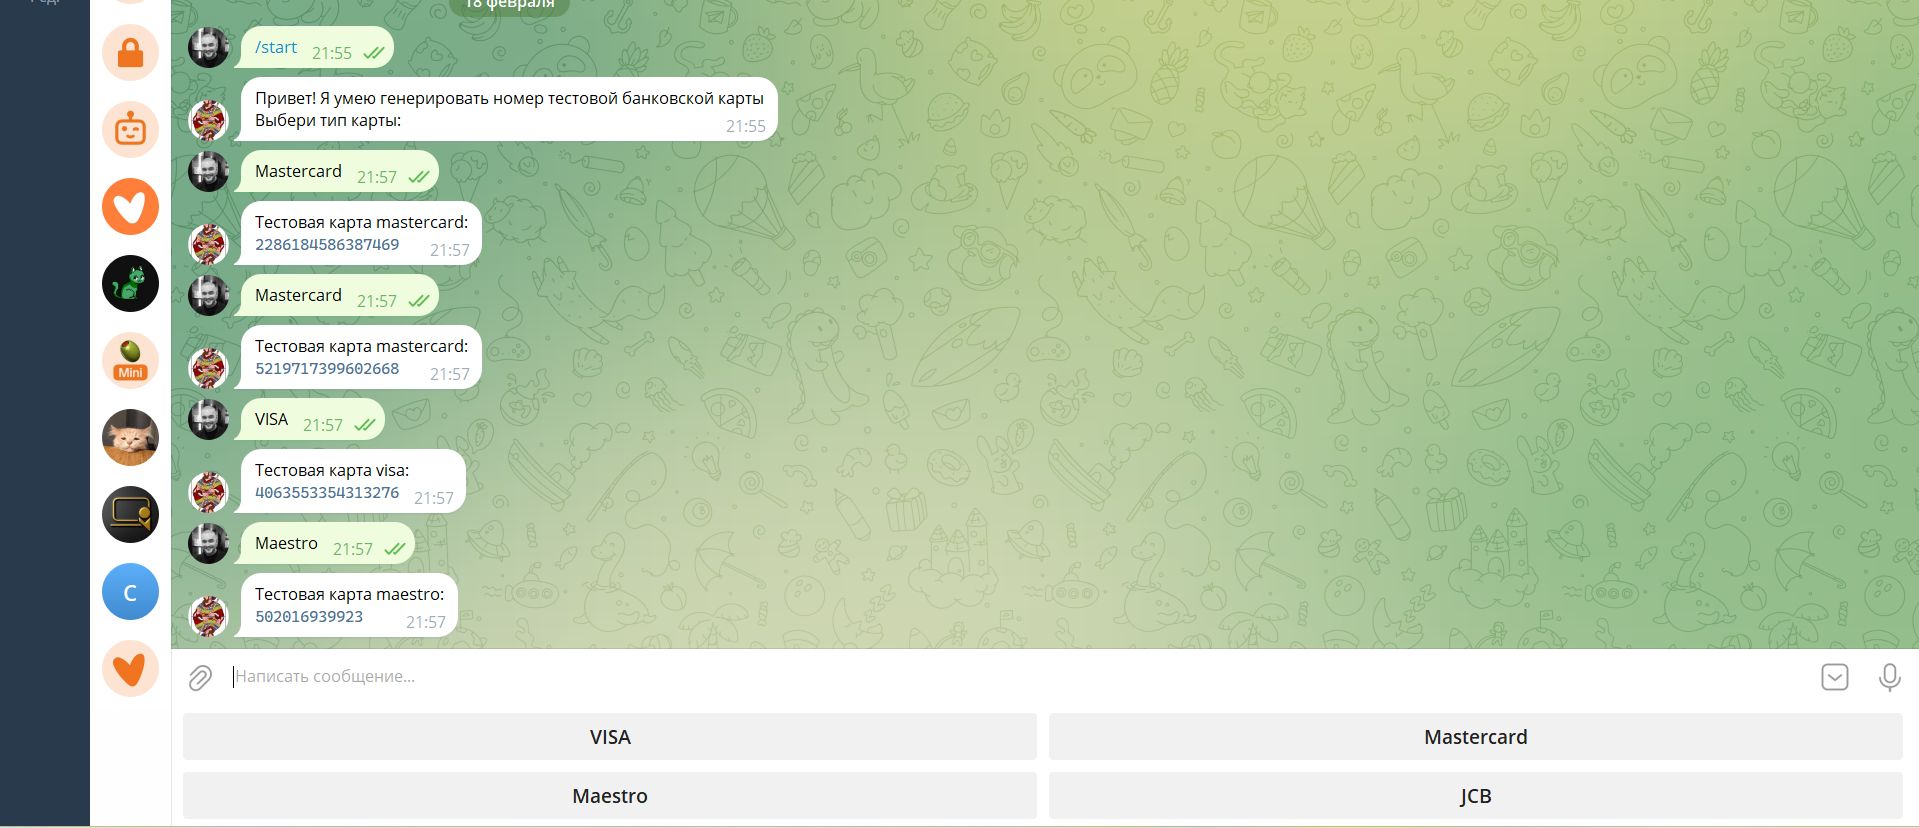 18 февраля
/start 21:55
Привет! Я умею генерировать номер тестовой банковской карты
Выбери тип карты: 21:55
Mastercard 21:57
Тестовая карта mastercard:
2286184586387469 21:57
Mastercard 21:57
Тестовая карта mastercard:
5219717399602668 21:57
VISA 21:57
Тестовая карта visa:
4063553354313276 21:57
Maestro 21:57
Тестовая карта maestro:
502016939923 21:57
Mini
C
Написать сообщение...
VISA
Mastercard
Maestro
JCB